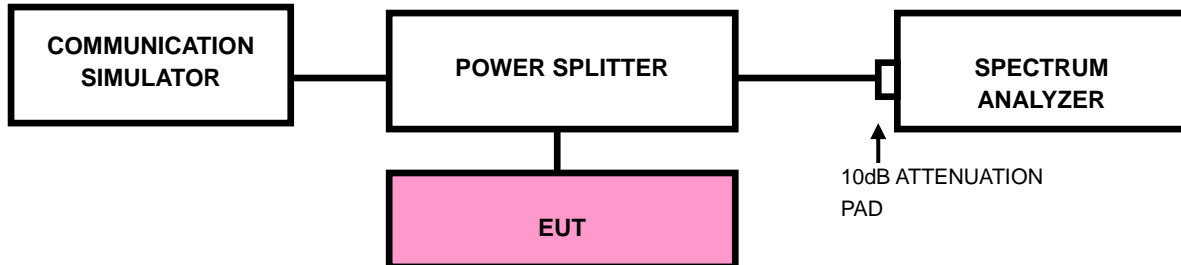 COMMUNICATION
SIMULATOR
POWER SPLITTER
SPECTRUM
ANALYZER
10dB ATTENUATION
PAD
EUT